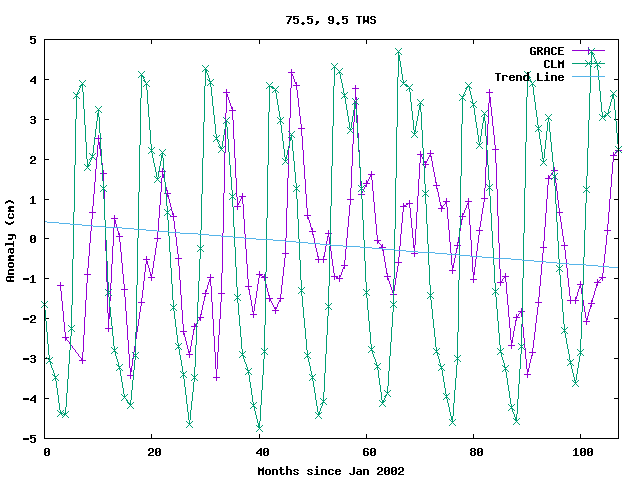 75.5, 9.5 TWS
GRACE
CLM
Trend Line
5
4
3
2
1
0
-1
-2
-3
-4
-5
Anomaly (cm)
0 20 40 60 80 100
Months since Jan 2002